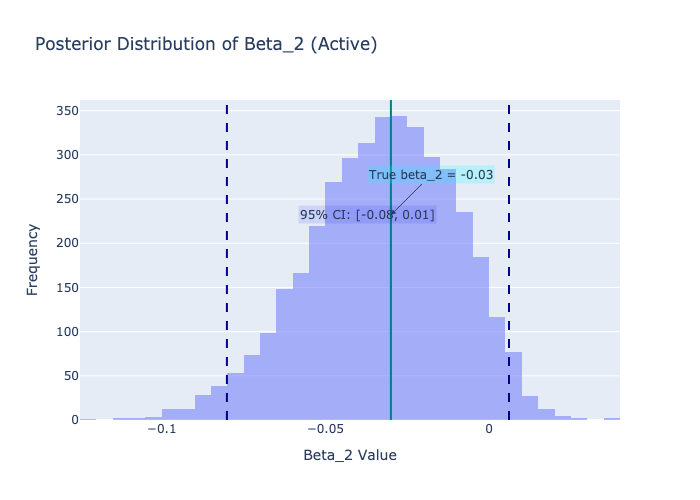 Posterior Distribution of Beta_2 (Active)
350
300
250
200
150
100
50
0
Frequency
True beta_2 = -0.03
95% CI: [-0.08, 0.01]
−0.1
−0.05
0
Beta_2 Value